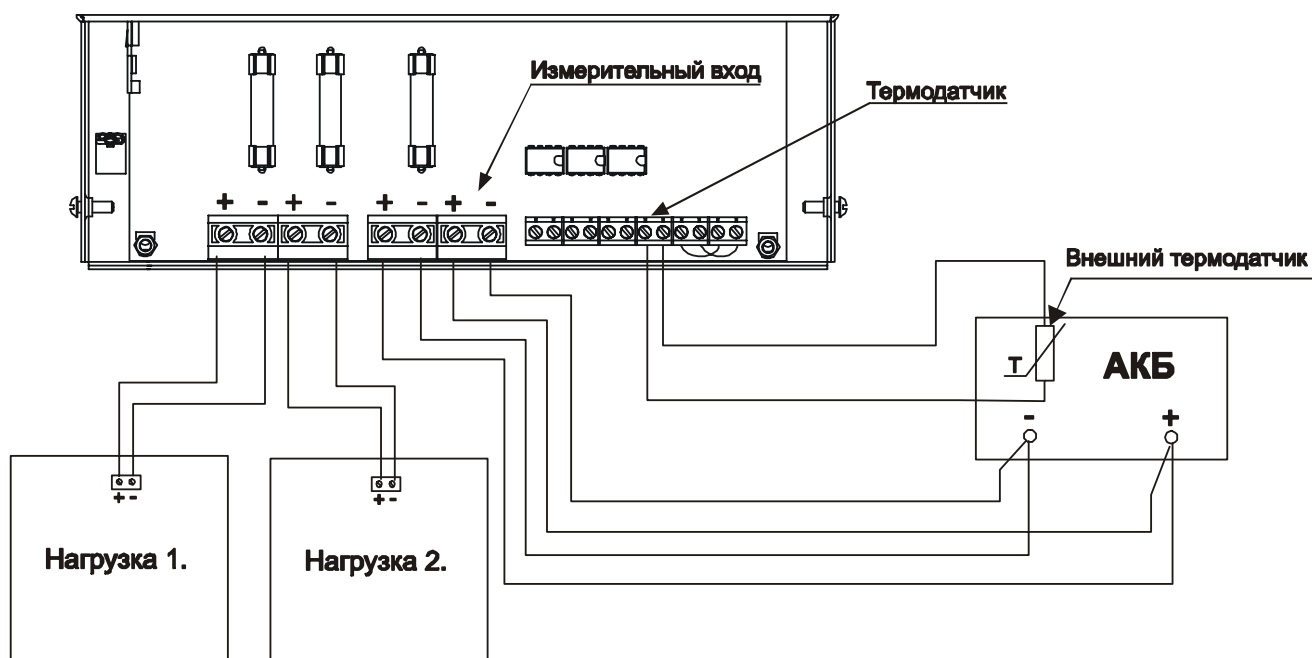 Измерительный вход
Термодатчик
+ - + - + - + -
Внешний термодатчик
T
АКБ
- +
+ -
+ -
Нагрузка 1.
Нагрузка 2.